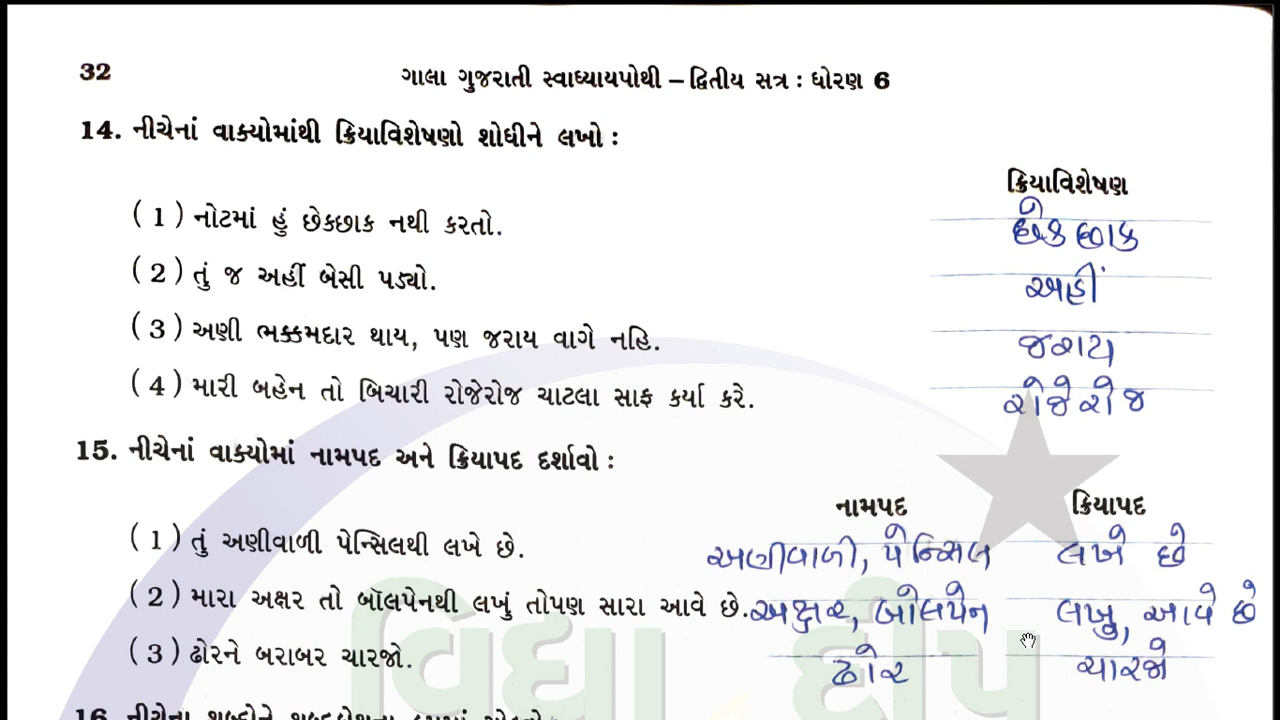 32
ગાલા ગુજરાતી સ્વાધ્યાયપોથી – દ્વિતીય સત્ર : ધોરણ 6
14. નીચેનાં વાક્યોમાંથી ક્રિયાવિશેષણો શોધીને લખો :
ક્રિયાવિશેષણ
( 1 ) નોટમાં હું છેકછાક નથી કરતો. છેકછાક
( 2 ) તું જ અહીં બેસી પડ્યો. અહીં
( 3 ) અણી ભક્કમદાર થાય, પણ જરાય વાગે નહિ. જરાય
( 4 ) મારી બહેન તો બિચારી રોજેરોજ ચાટલા સાફ કર્યા કરે. રોજેરોજ
15. નીચેનાં વાક્યોમાં નામપદ અને ક્રિયાપદ દર્શાવો :
નામપદ ક્રિયાપદ
( 1 ) તું અણીવાળી પેન્સિલથી લખે છે. અણીવાળી, પેન્સિલ લખે છે
( 2 ) મારા અક્ષર તો બૉલપેનથી લખું તોપણ સારા આવે છે. અક્ષર, બોલપેન લખુ, આવે છે
( 3 ) ઢોરને બરાબર ચારજો. ઢોર ચારજો
વિદ્યા દીપ
16. નીચેના શબ્દોને